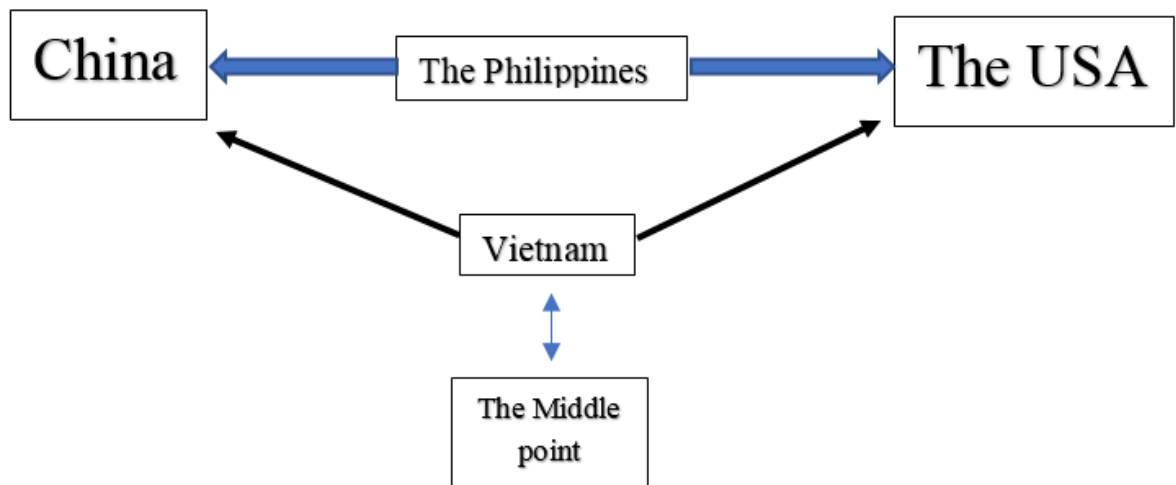 China
The Philippines
The USA
Vietnam
The Middle
point